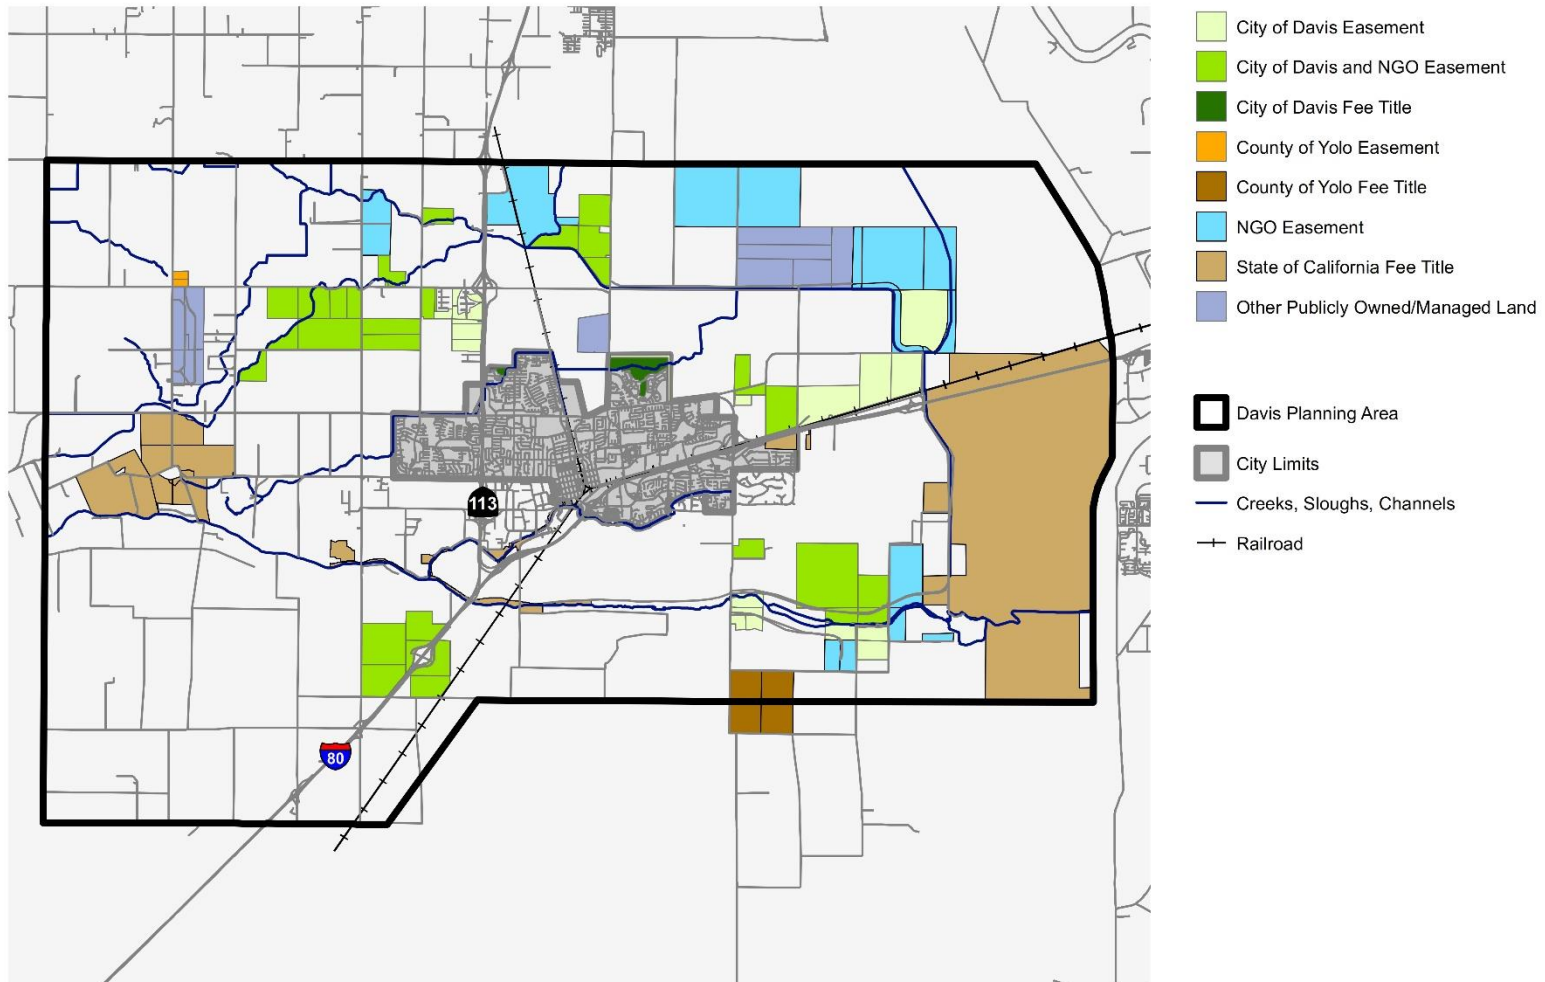 City of Davis Easement
City of Davis and NGO Easement
City of Davis Fee Title
County of Yolo Easement
County of Yolo Fee Title
NGO Easement
State of California Fee Title
Other Publicly Owned/Managed Land
Davis Planning Area
City Limits
Creeks, Sloughs, Channels
Railroad
113
80